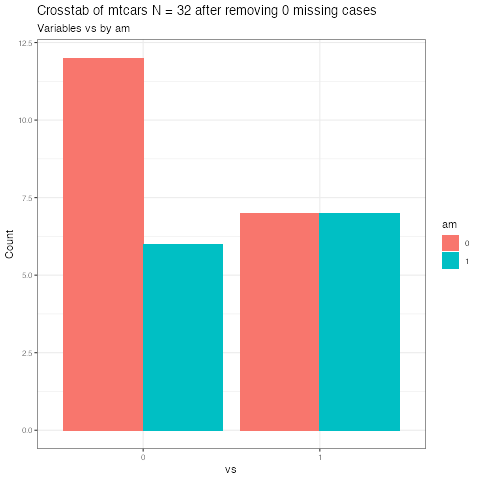 Crosstab of mtcars N = 32 after removing 0 missing cases
Variables vs by am
12.5
10.0
7.5
5.0
2.5
0.0
Count
0 1
vs
am
0
1